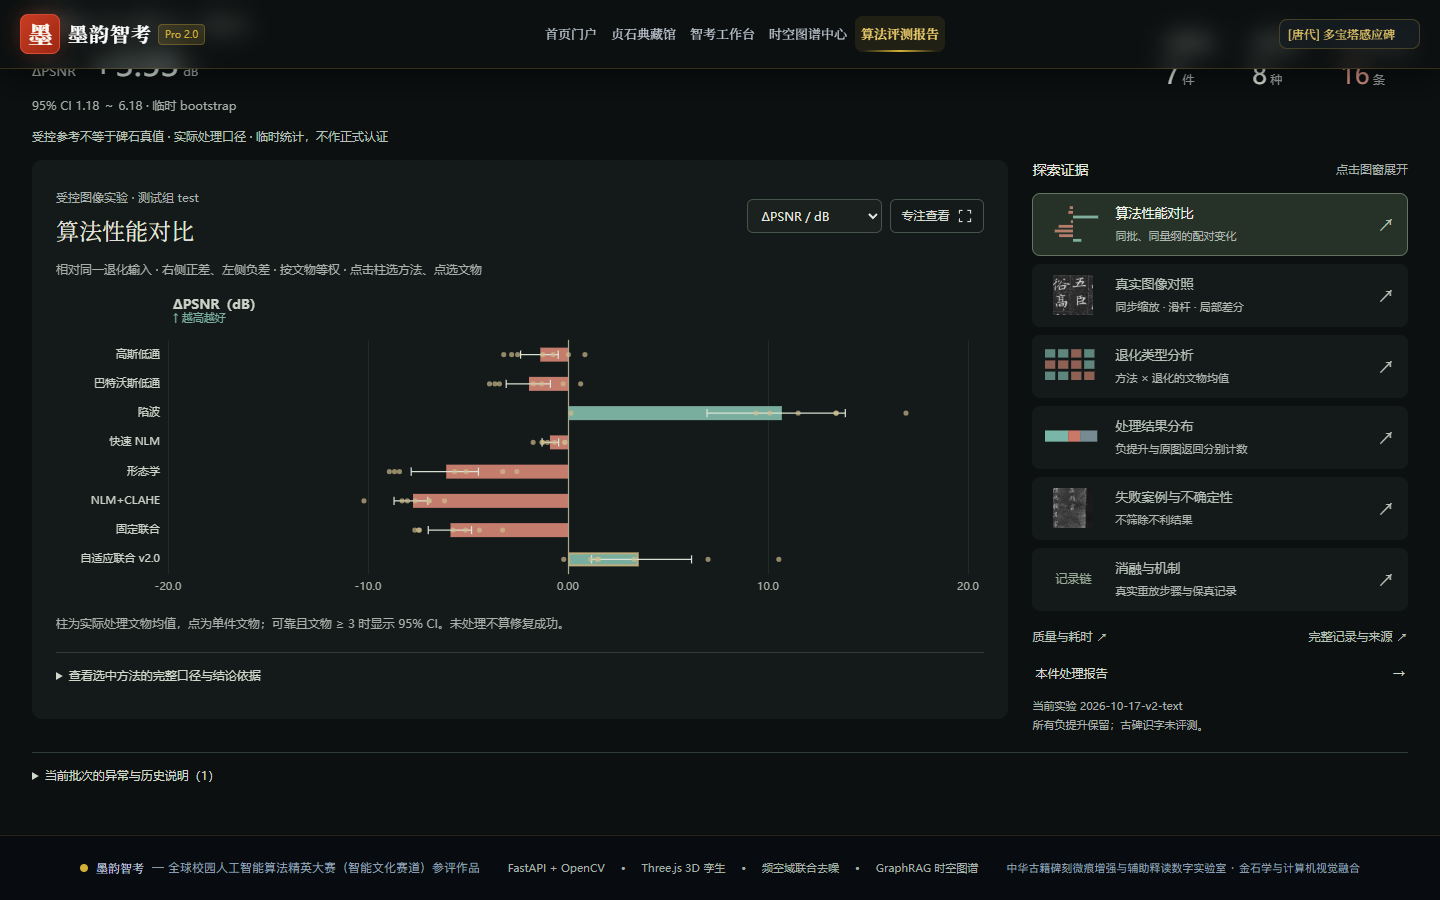 墨 墨韵智考 Pro 2.0 首页门户 贞石典藏馆 智考工作台 时空图谱中心 算法评测报告 [唐代] 多宝塔感应碑
ΔPSNR dB 7 件 8 种 16 条
95% CI 1.18 ~ 6.18 · 临时 bootstrap
受控参考不等于碑石真值 · 实际处理口径 · 临时统计，不作正式认证
受控图像实验 · 测试组 test
算法性能对比
ΔPSNR / dB 专注查看
相对同一退化输入 · 右侧正差、左侧负差 · 按文物等权 · 点击柱选方法、点选文物
ΔPSNR (dB)
↑ 越高越好
高斯低通
巴特沃斯低通
陷波
快速 NLM
形态学
NLM+CLAHE
固定联合
自适应联合 v2.0
-20.0 -10.0 0.00 10.0 20.0
柱为实际处理文物均值，点为单件文物；可靠且文物 ≥ 3 时显示 95% CI。未处理不算修复成功。
▶ 查看选中方法的完整口径与结论依据
探索证据 点击图窗展开
算法性能对比
同批、同量纲的配对变化
真实图像对照
同步缩放 · 滑杆 · 局部差分
退化类型分析
方法 × 退化的文物均值
处理结果分布
负提升与原图返回分别计数
失败案例与不确定性
不筛除不利结果
记录链 消融与机制
真实重放步骤与保真记录
质量与耗时 ↗ 完整记录与来源 ↗
本件处理报告 →
当前实验 2026-10-17-v2-text
所有负提升保留；古碑识字未评测。
▶ 当前批次的异常与历史说明（1）
墨韵智考 — 全球校园人工智能算法精英大赛（智能文化赛道）参评作品 FastAPI + OpenCV • Three.js 3D 孪生 • 频空域联合去噪 • GraphRAG 时空图谱 中华古籍碑刻微痕增强与辅助释读数字实验室 · 金石学与计算机视觉融合